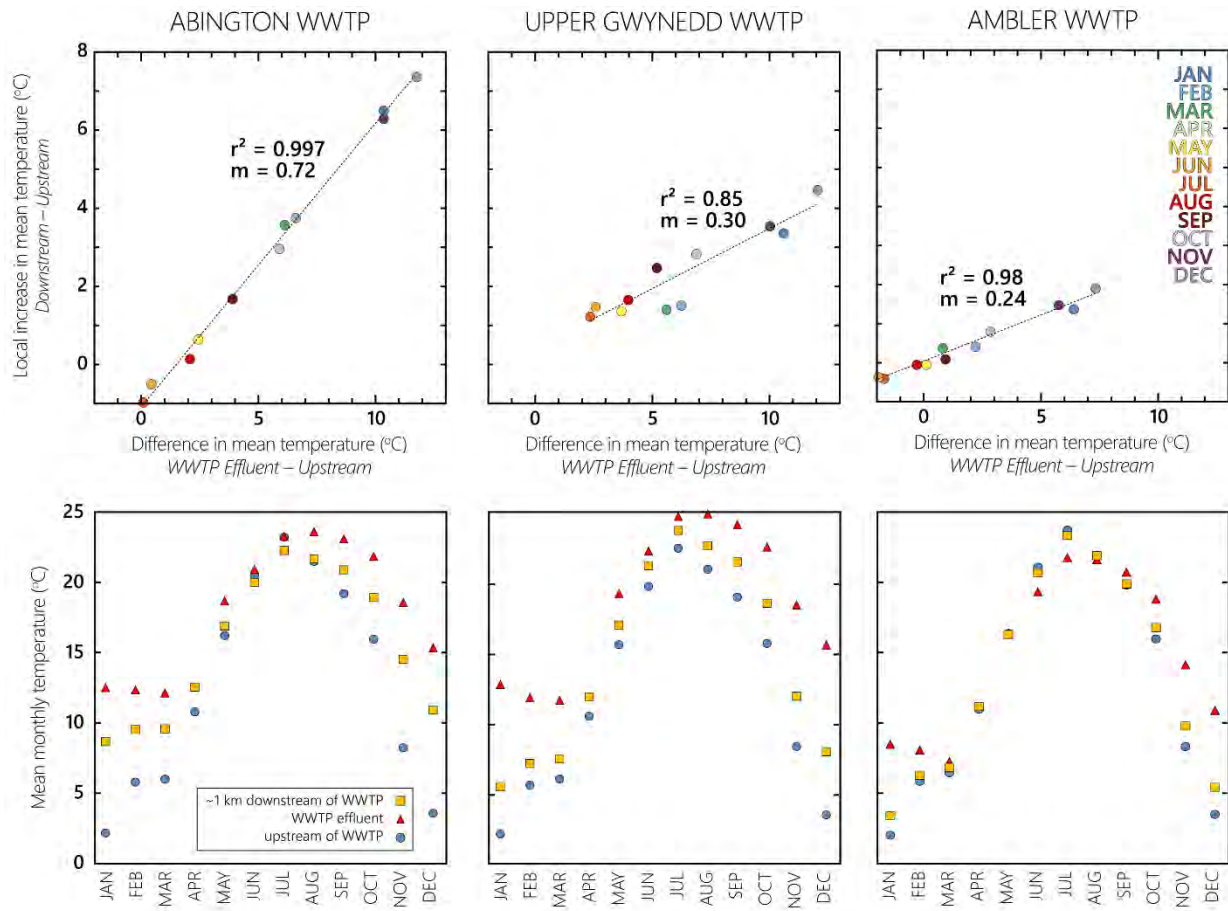 ABINGTON WWTP
UPPER GWYNEDD WWTP
AMBLER WWTP
8
6
4
2
0
Local increase in mean temperature (°C)
Downstream – Upstream
r² = 0.997
m = 0.72
r² = 0.85
m = 0.30
r² = 0.98
m = 0.24
JAN
FEB
MAR
APR
MAY
JUN
JUL
AUG
SEP
OCT
NOV
DEC
0 5 10
0 5 10
0 5 10
Difference in mean temperature (°C)
WWTP Effluent – Upstream
Difference in mean temperature (°C)
WWTP Effluent – Upstream
Difference in mean temperature (°C)
WWTP Effluent – Upstream
25
20
15
10
5
0
Mean monthly temperature (°C)
~1 km downstream of WWTP
WWTP effluent
upstream of WWTP
JAN FEB MAR APR MAY JUN JUL AUG SEP OCT NOV DEC
JAN FEB MAR APR MAY JUN JUL AUG SEP OCT NOV DEC
JAN FEB MAR APR MAY JUN JUL AUG SEP OCT NOV DEC